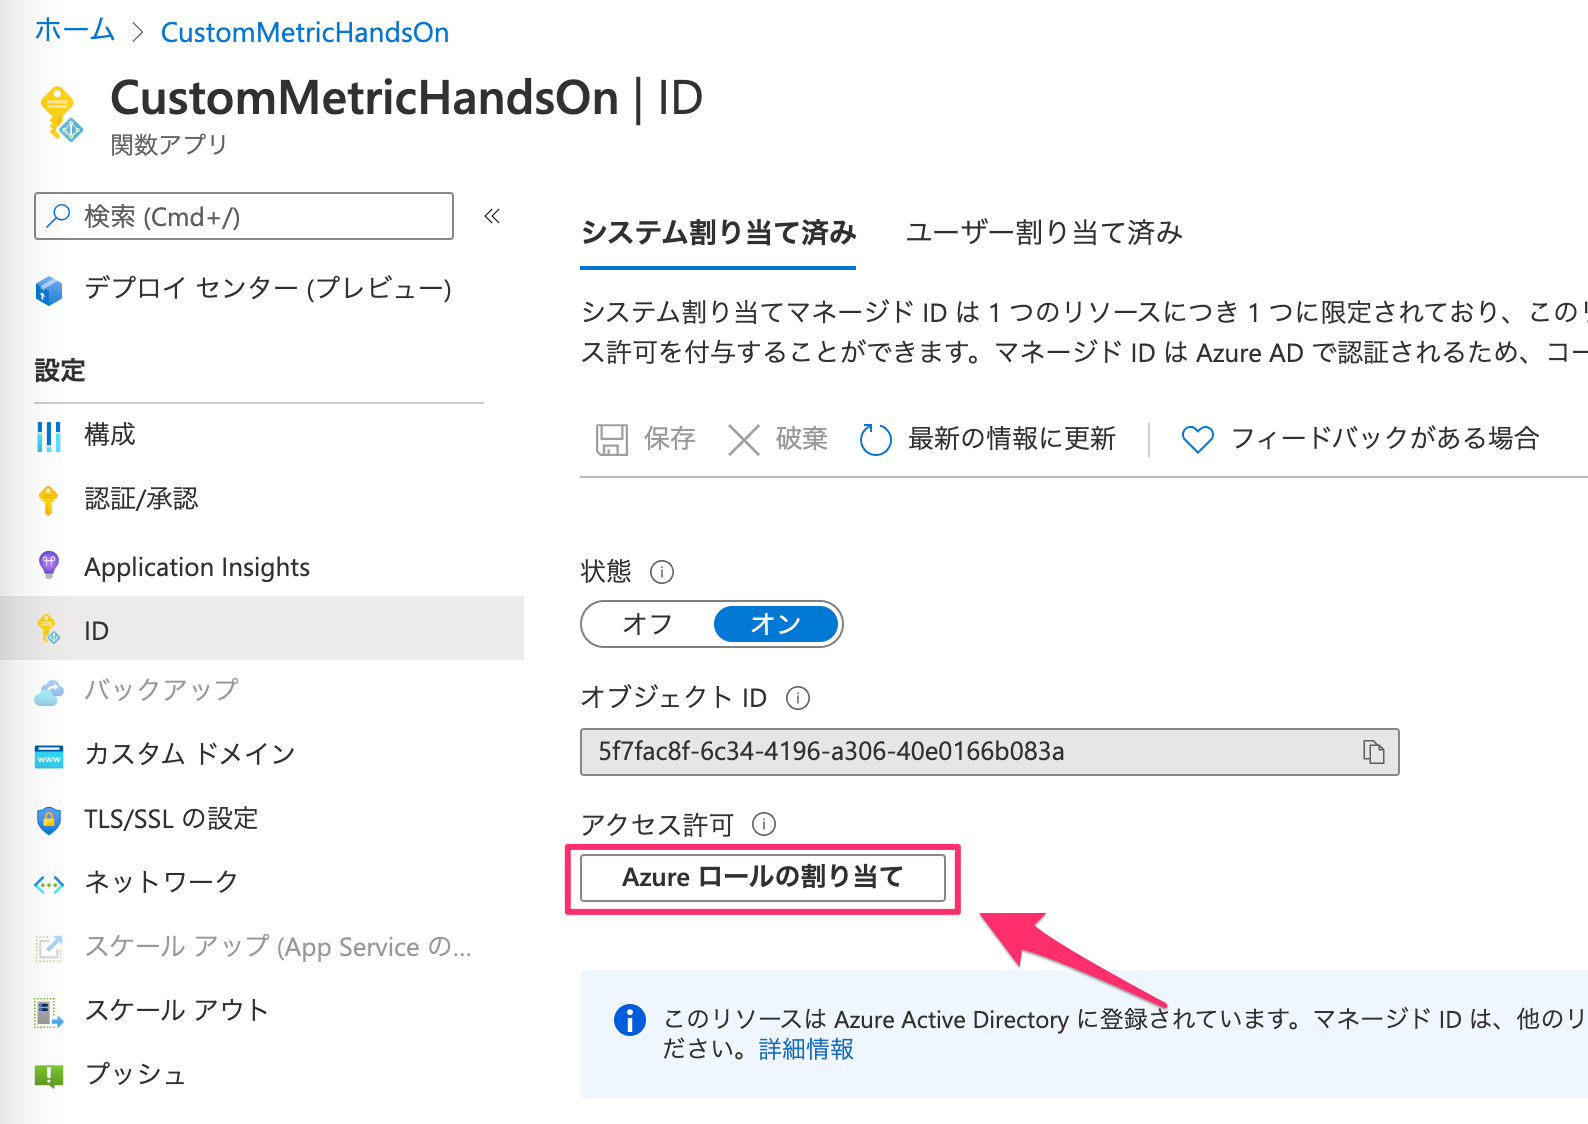 ホーム > CustomMetricHandsOn
CustomMetricHandsOn | ID
関数アプリ
検索 (Cmd+/)
«
デプロイ センター (プレビュー)
設定
構成
認証/承認
Application Insights
ID
バックアップ
カスタム ドメイン
TLS/SSL の設定
ネットワーク
スケール アップ (App Service の...
スケール アウト
プッシュ
システム割り当て済み ユーザー割り当て済み
システム割り当てマネージド ID は 1 つのリソースにつき 1 つに限定されており、このリ
ス許可を付与することができます。マネージド ID は Azure AD で認証されるため、コー
保存 破棄 最新の情報に更新 フィードバックがある場合
状態
オフ オン
オブジェクト ID
5f7fac8f-6c34-4196-a306-40e0166b083a
アクセス許可
Azure ロールの割り当て
このリソースは Azure Active Directory に登録されています。マネージド ID は、他のリ
ださい。詳細情報